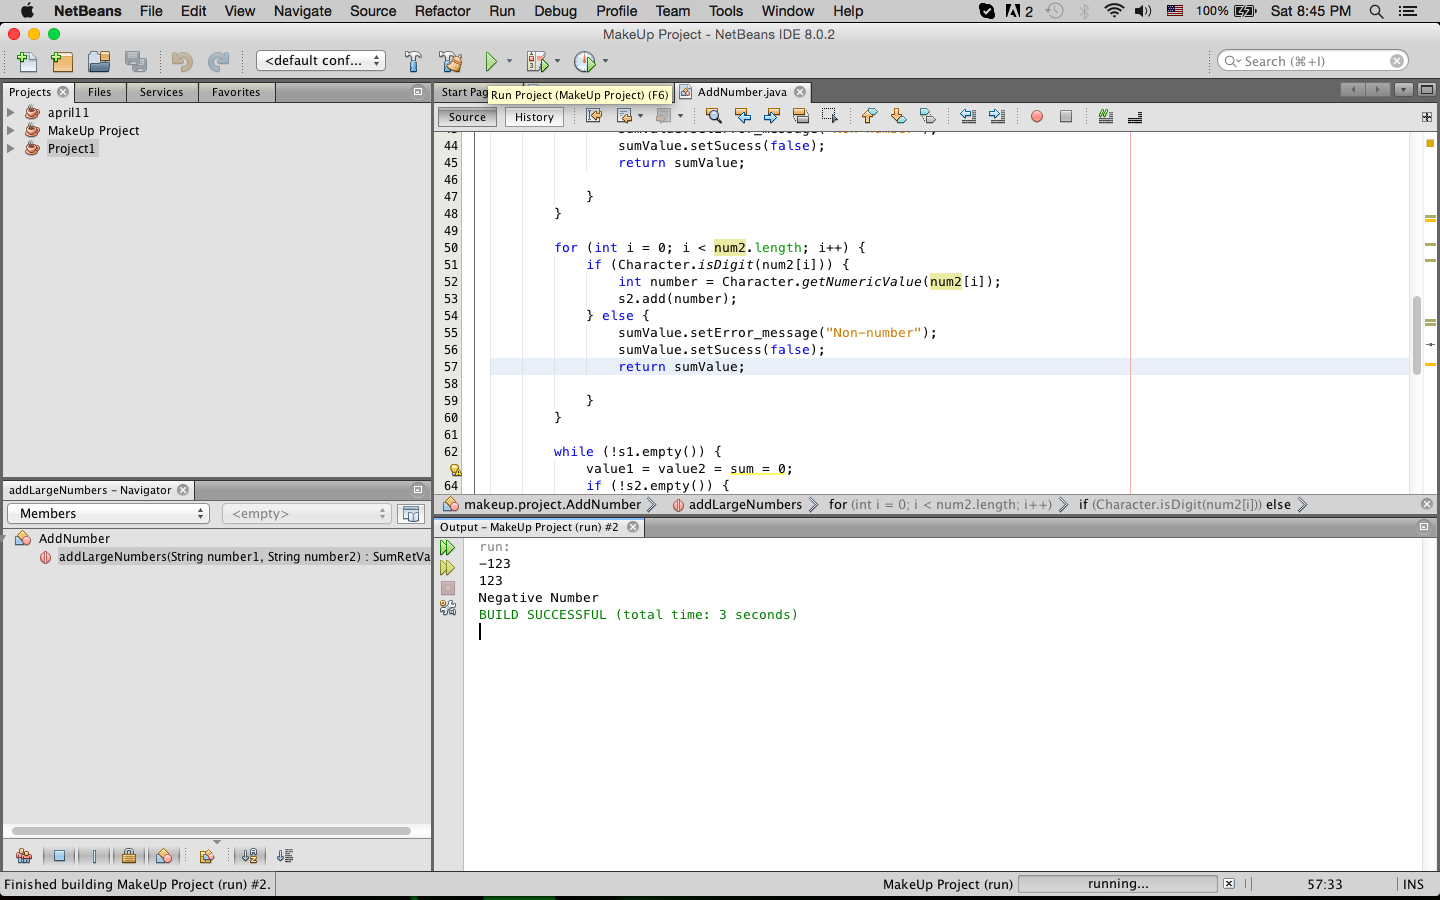 NetBeans File Edit View Navigate Source Refactor Run Debug Profile Team Tools Window Help 2 100% Sat 8:45 PM
MakeUp Project - NetBeans IDE 8.0.2
<default conf... Search (⌘+I)
Projects Files Services Favorites
april11
MakeUp Project
Project1
Start Pag AddNumber.java
Run Project (MakeUp Project) (F6)
Source History
44 sumValue.setSucess(false);
45 return sumValue;
46
47 }
48 }
49
50 for (int i = 0; i < num2.length; i++) {
51 if (Character.isDigit(num2[i])) {
52 int number = Character.getNumericValue(num2[i]);
53 s2.add(number);
54 } else {
55 sumValue.setError_message("Non-number");
56 sumValue.setSucess(false);
57 return sumValue;
58
59 }
60 }
61
62 while (!s1.empty()) {
value1 = value2 = sum = 0;
64 if (!s2.empty()) {
makeup.project.AddNumber addLargeNumbers for (int i = 0; i < num2.length; i++) if (Character.isDigit(num2[i])) else
addLargeNumbers - Navigator
Members <empty>
AddNumber
addLargeNumbers(String number1, String number2) : SumRetVa
Output - MakeUp Project (run) #2
run:
-123
123
Negative Number
BUILD SUCCESSFUL (total time: 3 seconds)
Finished building MakeUp Project (run) #2. MakeUp Project (run) running... 57:33 INS